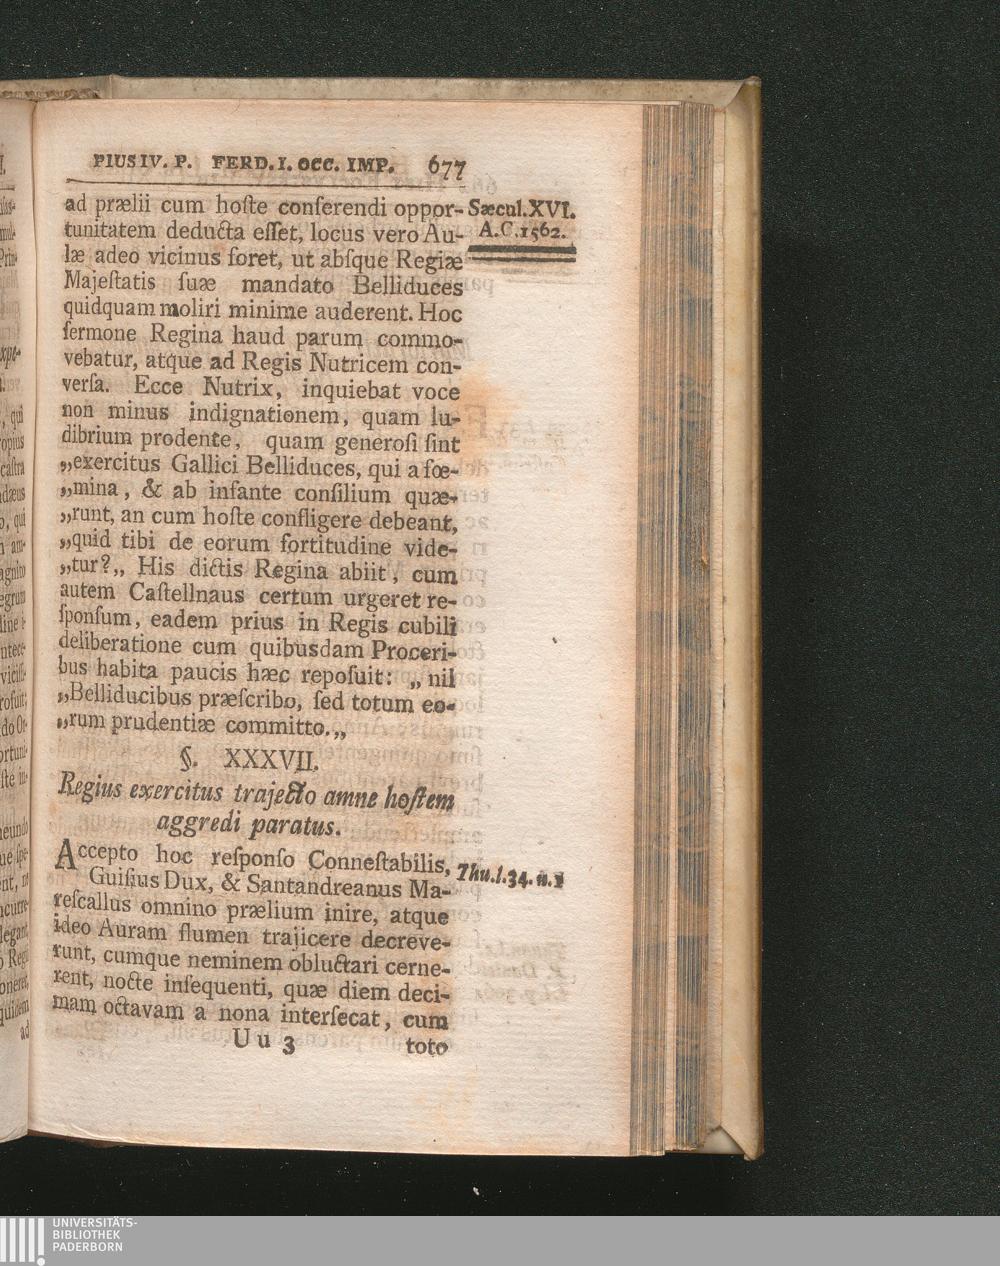 PIUS IV. P. FERD. I. OCC. IMP. 677
Sæcul. XVI.
A.C. 1562.
ad prælii cum hoſte conferendi oppor-
tunitatem deducta eſſet, locus vero Au-
læ adeo vicinus foret, ut abſque Regiæ
Majeſtatis ſuæ mandato Belliduces
quidquam moliri minime auderent. Hoc
ſermone Regina haud parum commo-
vebatur, atque ad Regis Nutricem con-
verſa. Ecce Nutrix, inquiebat voce
non minus indignationem, quam lu-
dibrium prodente, quam generoſi ſint
„exercitus Gallici Belliduces, qui a fœ-
„mina, & ab infante conſilium quæ-
„runt, an cum hoſte confligere debeant,
„quid tibi de eorum fortitudine vide-
„tur?„ His dictis Regina abiit, cum
autem Caſtellnaus certum urgeret re-
ſponſum, eadem prius in Regis cubili
deliberatione cum quibusdam Proceri-
bus habita paucis hæc repoſuit: „nil
„Belliducibus præſcribo, ſed totum eo-
„rum prudentiæ committo.„
§. XXXVII.
Regius exercitus trajecto amne hoſtem
aggredi paratus.
Accepto hoc reſponſo Conneſtabilis,
Thu. l. 34. n. 1
Guiſius Dux, & Santandreanus Ma-
reſcallus omnino prælium inire, atque
ideo Auram flumen trajicere decreve-
runt, cumque neminem obluctari cerne-
rent, nocte inſequenti, quæ diem deci-
mam octavam a nona interſecat, cum
Uu 3 toto
UNIVERSITÄTS-
BIBLIOTHEK
PADERBORN